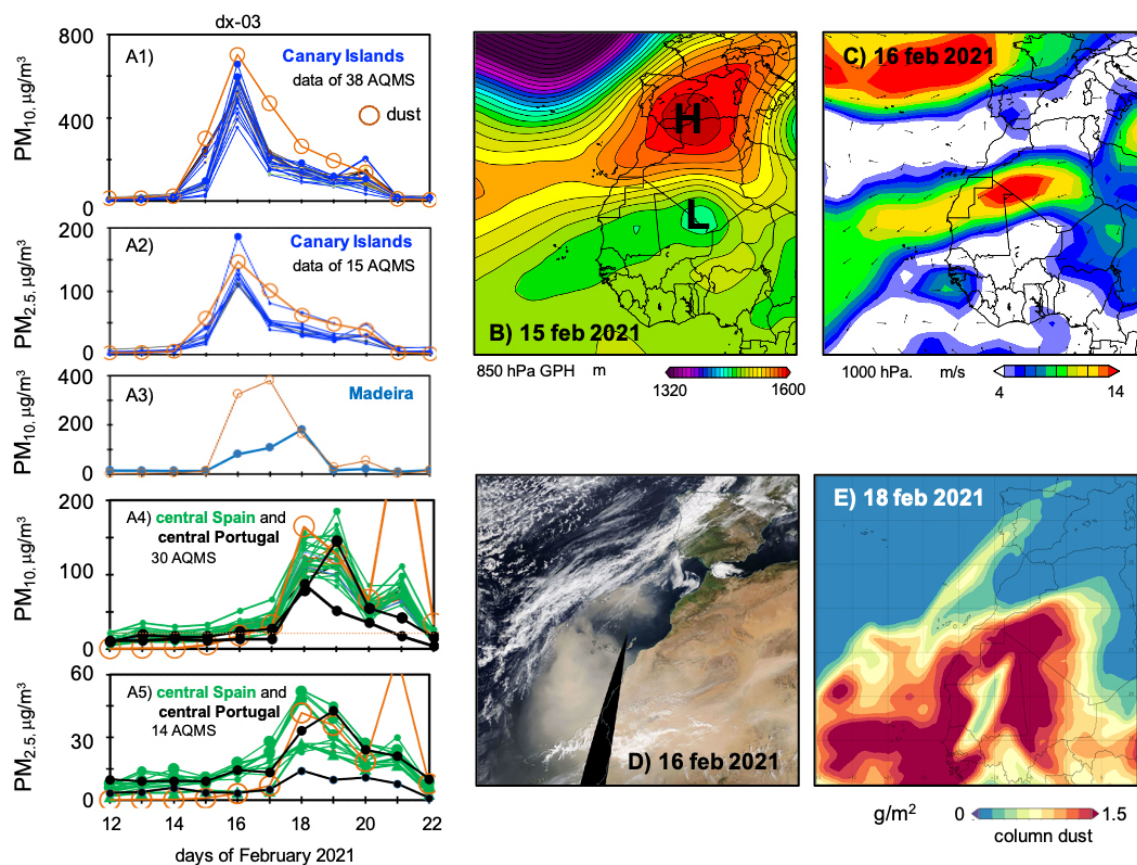 dx-03
800
400
0
PM10, µg/m³
A1)
Canary Islands
data of 38 AQMS
dust
200
100
0
PM2.5, µg/m³
A2)
Canary Islands
data of 15 AQMS
400
200
0
PM10, µg/m³
A3)
Madeira
200
100
0
PM10, µg/m³
A4) central Spain and
central Portugal
30 AQMS
60
30
0
PM2.5, µg/m³
A5) central Spain and
central Portugal
14 AQMS
12 14 16 18 20 22
days of February 2021
H
L
B) 15 feb 2021
850 hPa GPH m
1320 1600
C) 16 feb 2021
1000 hPa. m/s
4 14
D) 16 feb 2021
E) 18 feb 2021
g/m² 0 1.5
column dust